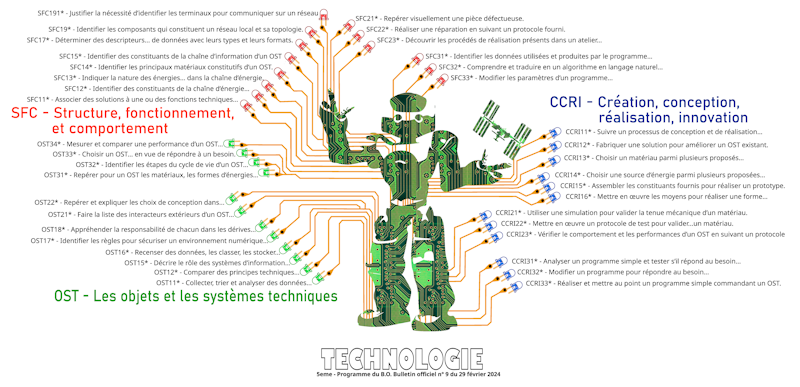 SFC191* - Justifier la nécessité d'identifier les terminaux pour communiquer sur un réseau
SFC19* - Identifier les composants qui constituent un réseau local et sa topologie.
SFC17* - Déterminer des descripteurs... de données avec leurs types et leurs formats.
SFC15* - Identifier des constituants de la chaîne d'information d'un OST
SFC14* - Identifier les principaux matériaux constitutifs d'un OST.
SFC13* - Indiquer la nature des énergies... dans la chaîne d'énergie.
SFC12* - Identifier des constituants de la chaîne d'énergie...
SFC11* - Associer des solutions à une ou des fonctions techniques...
SFC - Structure, fonctionnement,
et comportement
SFC21* - Repérer visuellement une pièce défectueuse.
SFC22* - Réaliser une réparation en suivant un protocole fourni.
SFC23* - Découvrir les procédés de réalisation présents dans un atelier...
SFC31* - Identifier les données utilisées et produites par le programme...
SFC32* - Comprendre et traduire en un algorithme en langage naturel...
SFC33* - Modifier les paramètres d'un programme...
OST34* - Mesurer et comparer une performance d'un OST...
OST33* - Choisir un OST... en vue de répondre à un besoin.
OST32* - Identifier les étapes du cycle de vie d'un OST...
OST31* - Repérer pour un OST les matériaux, les formes d'énergies...
OST22* - Repérer et expliquer les choix de conception dans...
OST21* - Faire la liste des interacteurs extérieurs d'un OST...
OST18* - Appréhender la responsabilité de chacun dans les dérives...
OST17* - Identifier les règles pour sécuriser un environnement numérique...
OST16* - Recenser des données, les classer, les stocker...
OST15* - Décrire le rôle des systèmes d'information...
OST12* - Comparer des principes techniques...
OST11* - Collecter, trier et analyser des données...
OST - Les objets et les systèmes techniques
CCRI - Création, conception,
réalisation, innovation
CCRI11* - Suivre un processus de conception et de réalisation...
CCRI12* - Fabriquer une solution pour améliorer un OST existant.
CCRI13* - Choisir un matériau parmi plusieurs proposées...
CCRI14* - Choisir une source d'énergie parmi plusieurs proposées...
CCRI15* - Assembler les constituants fournis pour réaliser un prototype.
CCRI16* - Mettre en œuvre les moyens pour réaliser une forme...
CCRI21* - Utiliser une simulation pour valider la tenue mécanique d'un matériau.
CCRI22* - Mettre en œuvre un protocole de test pour valider...un matériau.
CCRI23* - Vérifier le comportement et les performances d'un OST en suivant un protocole
CCRI31* - Analyser un programme simple et tester s'il répond au besoin...
CCRI32* - Modifier un programme pour répondre au besoin...
CCRI33* - Réaliser et mettre au point un programme simple commandant un OST.
TECHNOLOGIE
5eme - Programme du B.O. Bulletin officiel n° 9 du 29 février 2024